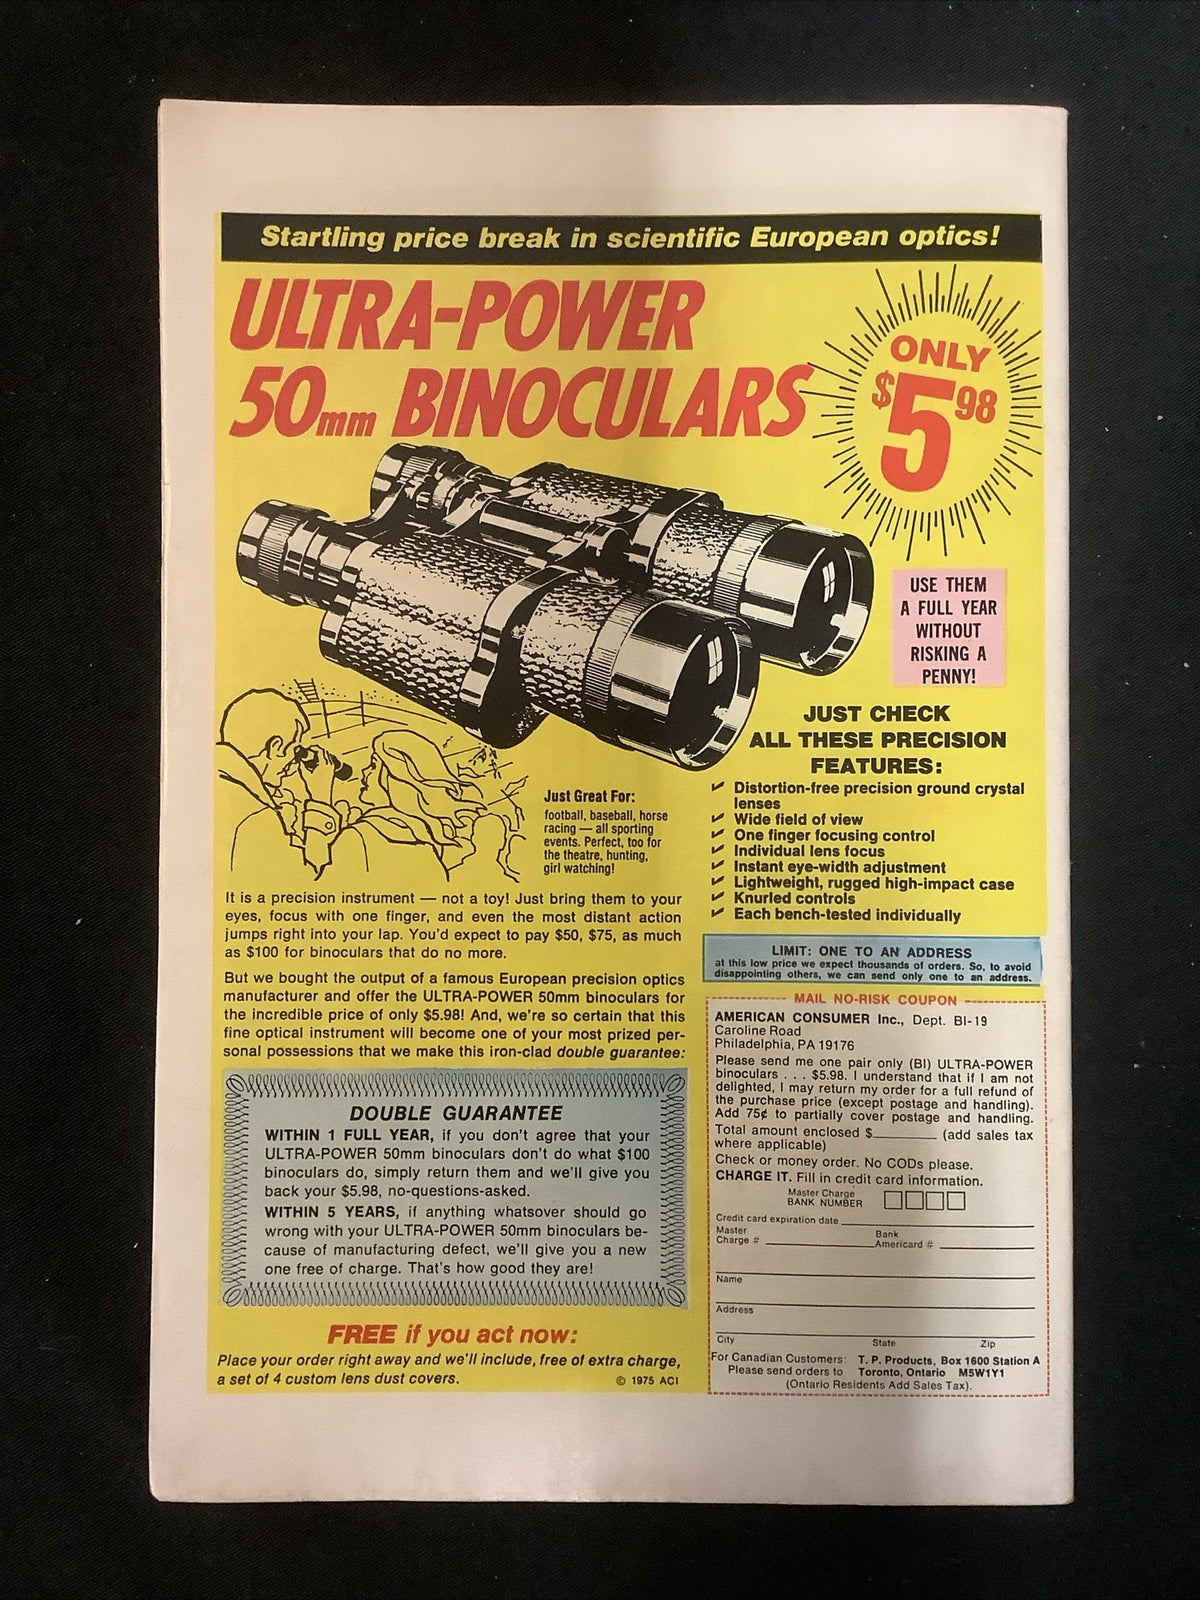 Startling price break in scientific European optics!
ULTRA-POWER
50mm BINOCULARS
ONLY
$5 98
USE THEM
A FULL YEAR
WITHOUT
RISKING A
PENNY!
JUST CHECK
ALL THESE PRECISION
FEATURES:
✓ Distortion-free precision ground crystal
lenses
✓ Wide field of view
✓ One finger focusing control
✓ Individual lens focus
✓ Instant eye-width adjustment
✓ Lightweight, rugged high-impact case
✓ Knurled controls
✓ Each bench-tested individually
Just Great For:
football, baseball, horse
racing — all sporting
events. Perfect, too for
the theatre, hunting,
girl watching!
It is a precision instrument — not a toy! Just bring them to your
eyes, focus with one finger, and even the most distant action
jumps right into your lap. You'd expect to pay $50, $75, as much
as $100 for binoculars that do no more.
But we bought the output of a famous European precision optics
manufacturer and offer the ULTRA-POWER 50mm binoculars for
the incredible price of only $5.98! And, we're so certain that this
fine optical instrument will become one of your most prized per-
sonal possessions that we make this iron-clad double guarantee:
DOUBLE GUARANTEE
WITHIN 1 FULL YEAR, if you don't agree that your
ULTRA-POWER 50mm binoculars don't do what $100
binoculars do, simply return them and we'll give you
back your $5.98, no-questions-asked.
WITHIN 5 YEARS, if anything whatsoever should go
wrong with your ULTRA-POWER 50mm binoculars be-
cause of manufacturing defect, we'll give you a new
one free of charge. That's how good they are!
FREE if you act now:
Place your order right away and we'll include, free of extra charge,
a set of 4 custom lens dust covers.
© 1975 ACI
LIMIT: ONE TO AN ADDRESS
at this low price we expect thousands of orders. So, to avoid
disappointing others, we can send only one to an address.
MAIL NO-RISK COUPON
AMERICAN CONSUMER Inc., Dept. BI-19
Caroline Road
Philadelphia, PA 19176
Please send me one pair only (BI) ULTRA-POWER
binoculars . . . $5.98. I understand that if I am not
delighted, I may return my order for a full refund of
the purchase price (except postage and handling).
Add 75¢ to partially cover postage and handling.
Total amount enclosed $________ (add sales tax
where applicable)
Check or money order. No CODs please.
CHARGE IT. Fill in credit card information.
Master Charge
BANK NUMBER
Credit card expiration date
Master Charge #
Bank Americard #
Name
Address
City State Zip
For Canadian Customers: T. P. Products, Box 1600 Station A
Please send orders to Toronto, Ontario M5W1Y1
(Ontario Residents Add Sales Tax).